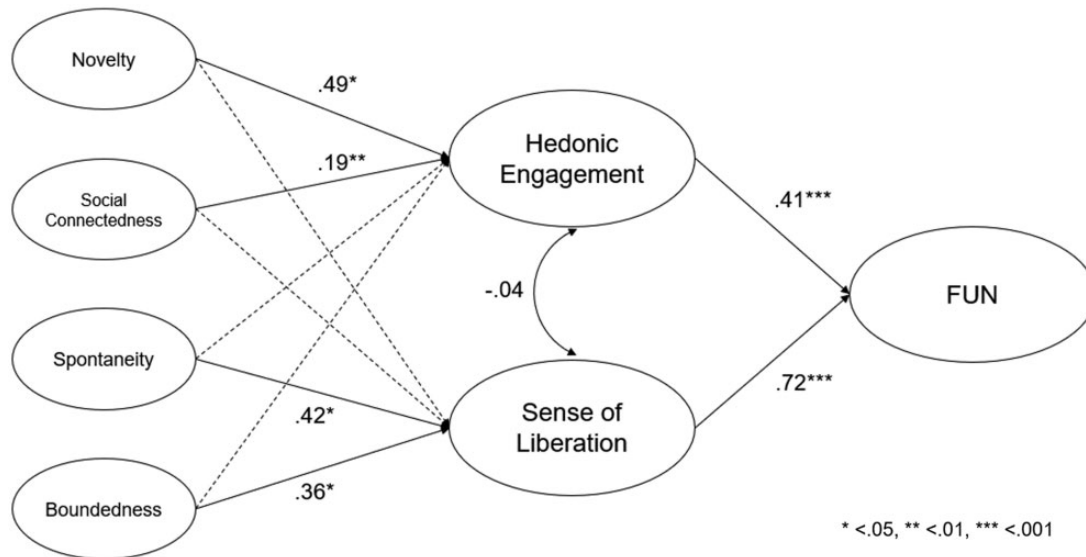 Novelty
.49*
.19**
Social
Connectedness
Hedonic
Engagement
.41***
-.04
FUN
Spontaneity
.42*
Sense of
Liberation
.72***
.36*
Boundedness
* <.05, ** <.01, *** <.001